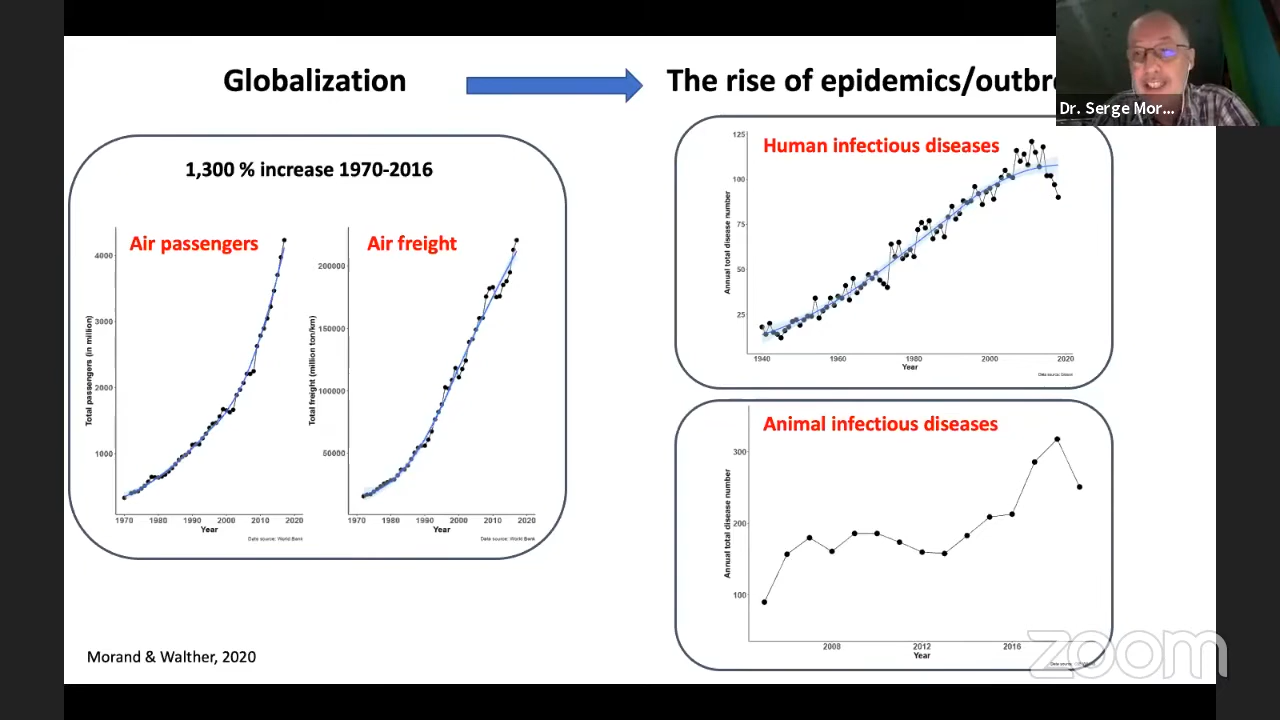 Globalization
The rise of epidemics/outbre
Dr. Serge Mor...
1,300 % increase 1970-2016
Air passengers
Total passengers (in million)
4000
3000
2000
1000
1970 1980 1990 2000 2010 2020
Year
Data source: World Bank
Air freight
Total freight (million ton/km)
200000
150000
100000
50000
1970 1980 1990 2000 2010 2020
Year
Data source: World Bank
Human infectious diseases
Annual total disease number
125
100
75
50
25
1940 1960 1980 2000 2020
Year
Data source:
Animal infectious diseases
Annual total disease number
300
200
100
2008 2012 2016
Year
Data source:
Morand & Walther, 2020
zoom